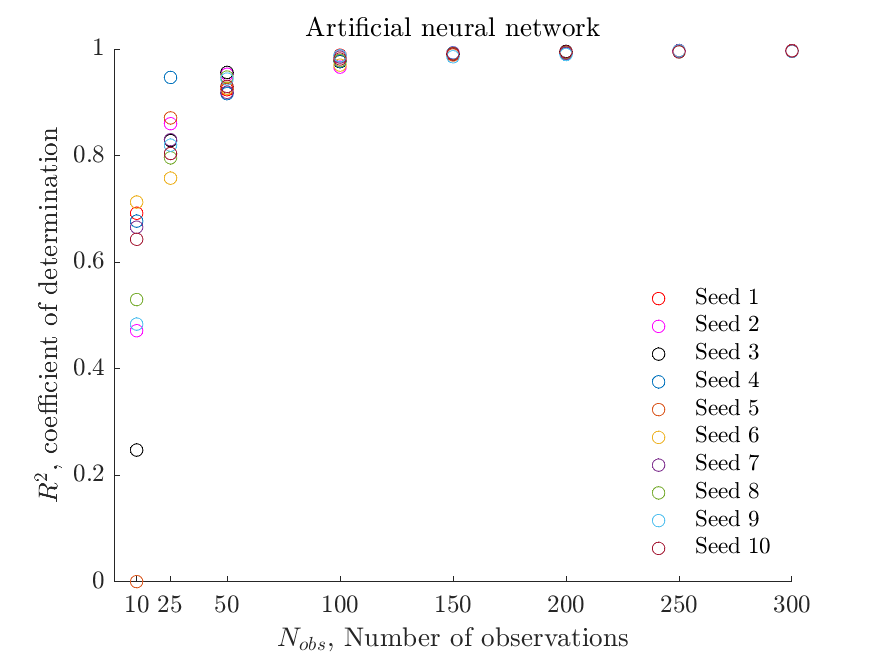 Artificial neural network
1
0.8
0.6
0.4
0.2
0
R², coefficient of determination
10 25 50 100 150 200 250 300
N_obs, Number of observations
Seed 1
Seed 2
Seed 3
Seed 4
Seed 5
Seed 6
Seed 7
Seed 8
Seed 9
Seed 10